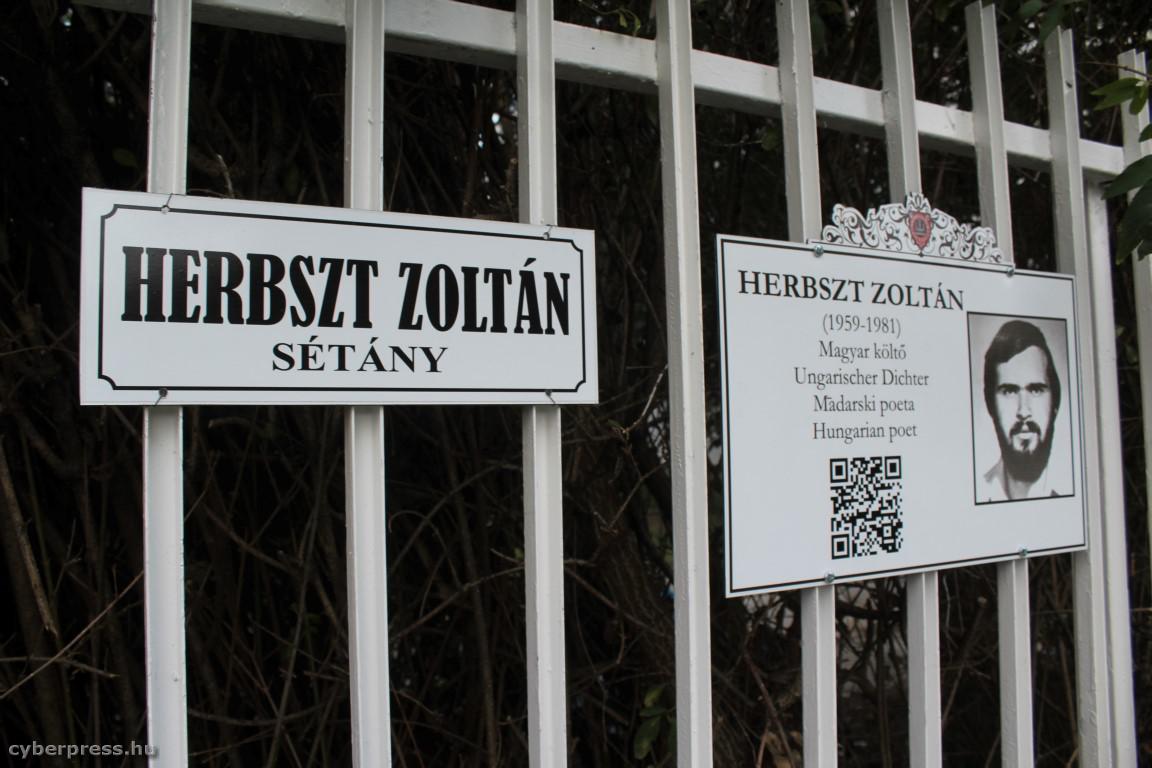 HERBSZT ZOLTÁN
SÉTÁNY
HERBSZT ZOLTÁN
(1959-1981)
Magyar költő
Ungarischer Dichter
Mađarski poeta
Hungarian poet
cyberpress.hu